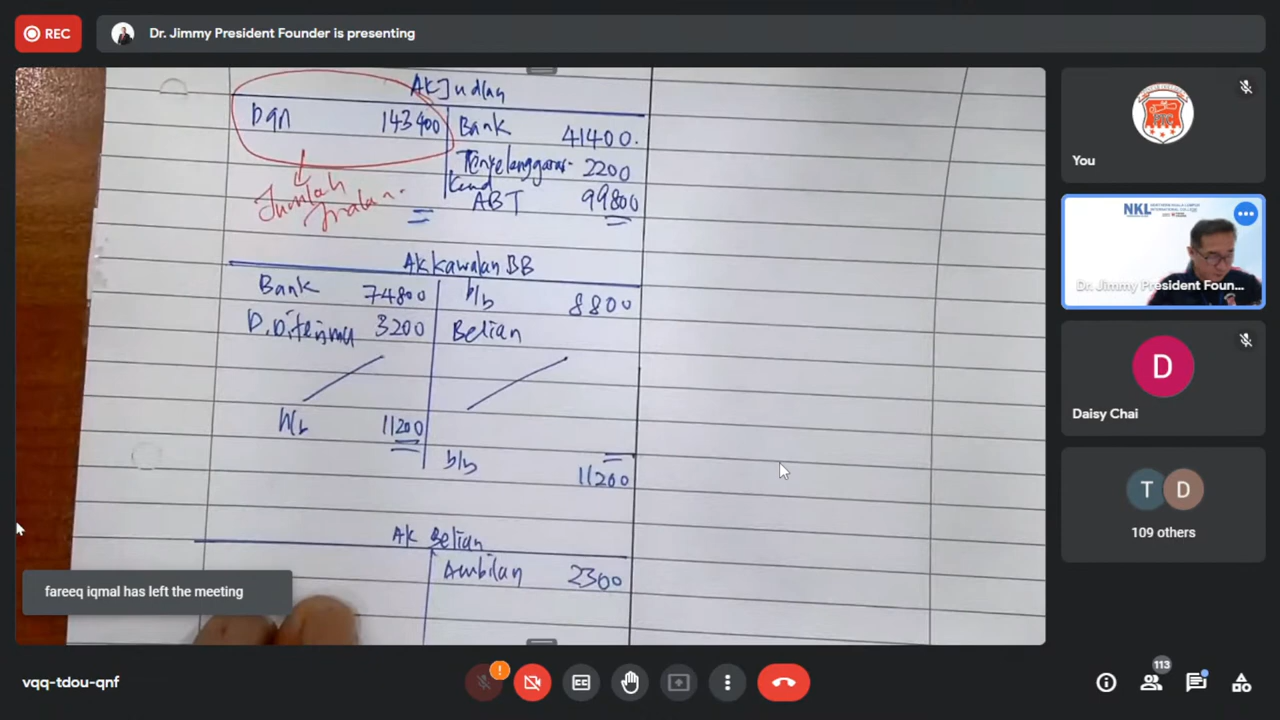 REC
Dr. Jimmy President Founder is presenting
AK Jualan
Dgn 143400 Bank 41400.
Penyelanggaraan 2200
Kend
ABT 99800
Jumlah
Jualan
AK Kawalan BB
Bank 74800 b/b 8800
D. Diterima 3200 Belian
h/b 11200
b/b 11200
AK Belian
Ambilan 2300
You
NKL
Dr. Jimmy President Foun...
D
Daisy Chai
T D
109 others
fareeq iqmal has left the meeting
vqq-tdou-qnf
113